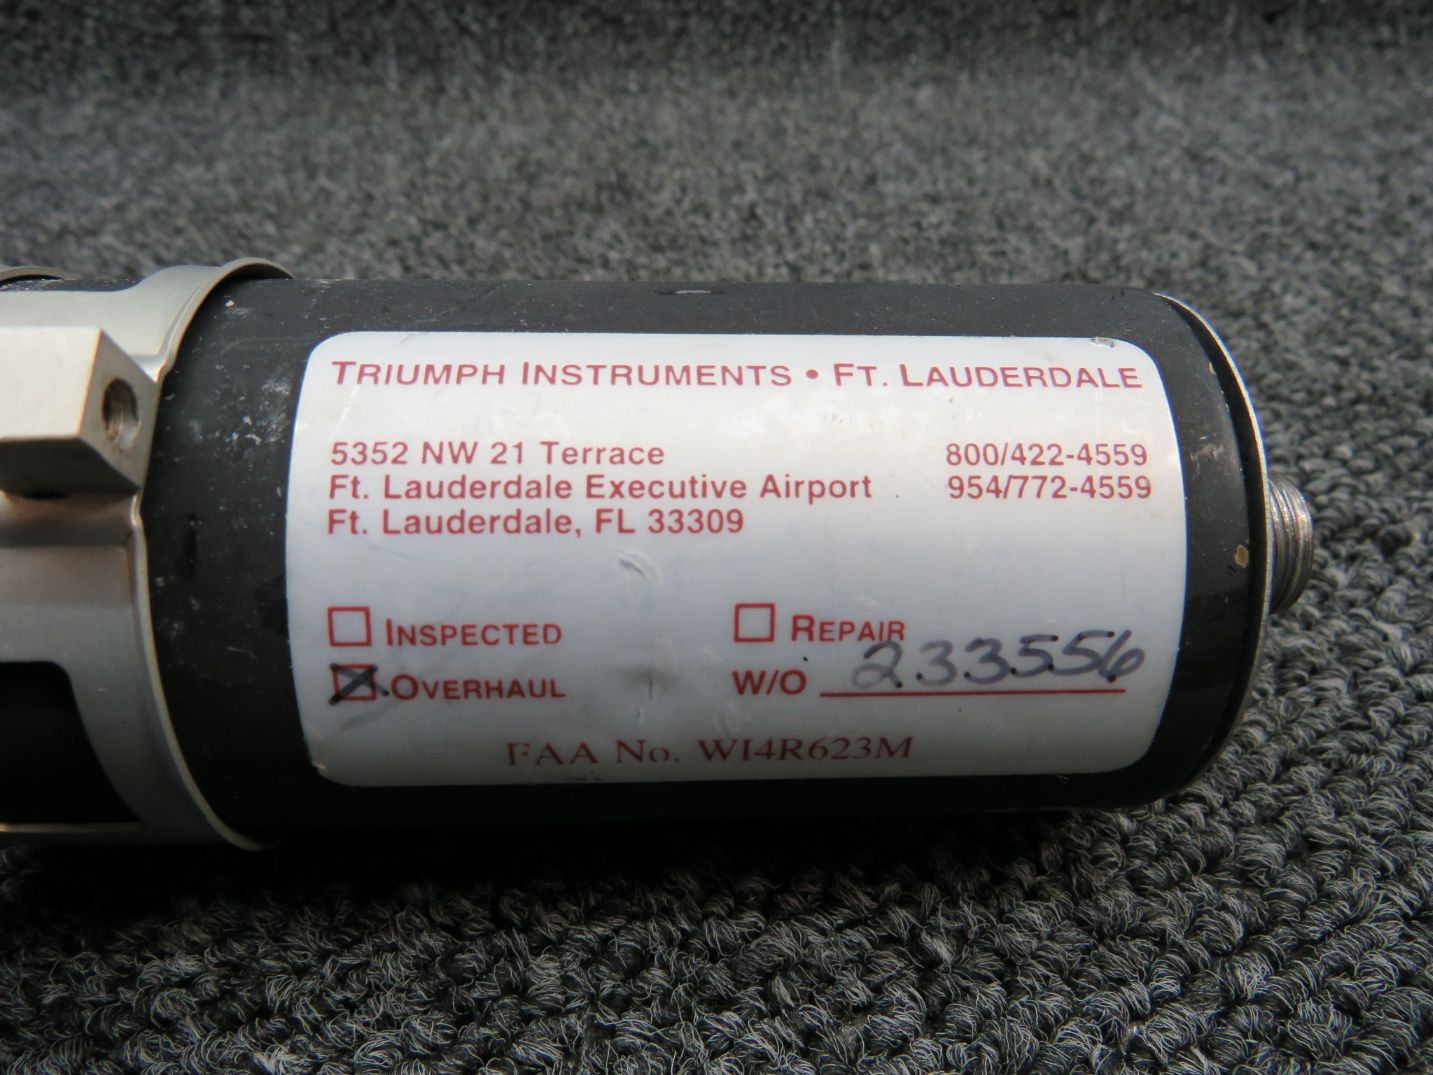 TRIUMPH INSTRUMENTS • FT. LAUDERDALE
5352 NW 21 Terrace 800/422-4559
Ft. Lauderdale Executive Airport 954/772-4559
Ft. Lauderdale, FL 33309
INSPECTED REPAIR
OVERHAUL W/O 233556
FAA No. WI4R623M